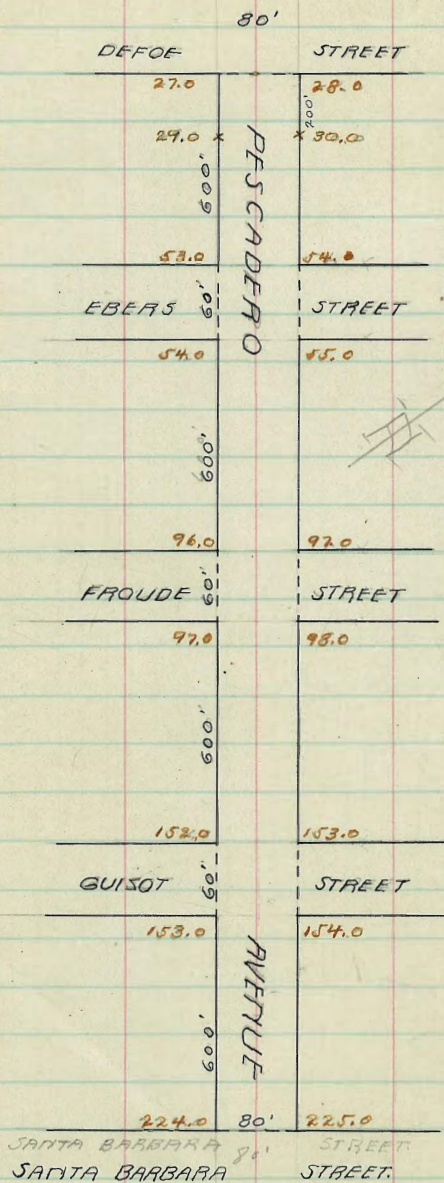 80'
DEFOE STREET
27.0 28.0
200'
29.0 x x 30.0
600'
PESCADERO
53.0 54.0
EBERS 60' STREET
54.0 55.0
600'
96.0 97.0
FROUDE 60' STREET
97.0 98.0
600'
152.0 153.0
GUIZOT 60' STREET
153.0 154.0
AVENUE
600'
224.0 80' 225.0
SANTA BARBARA 80' STREET.
SANTA BARBARA STREET.